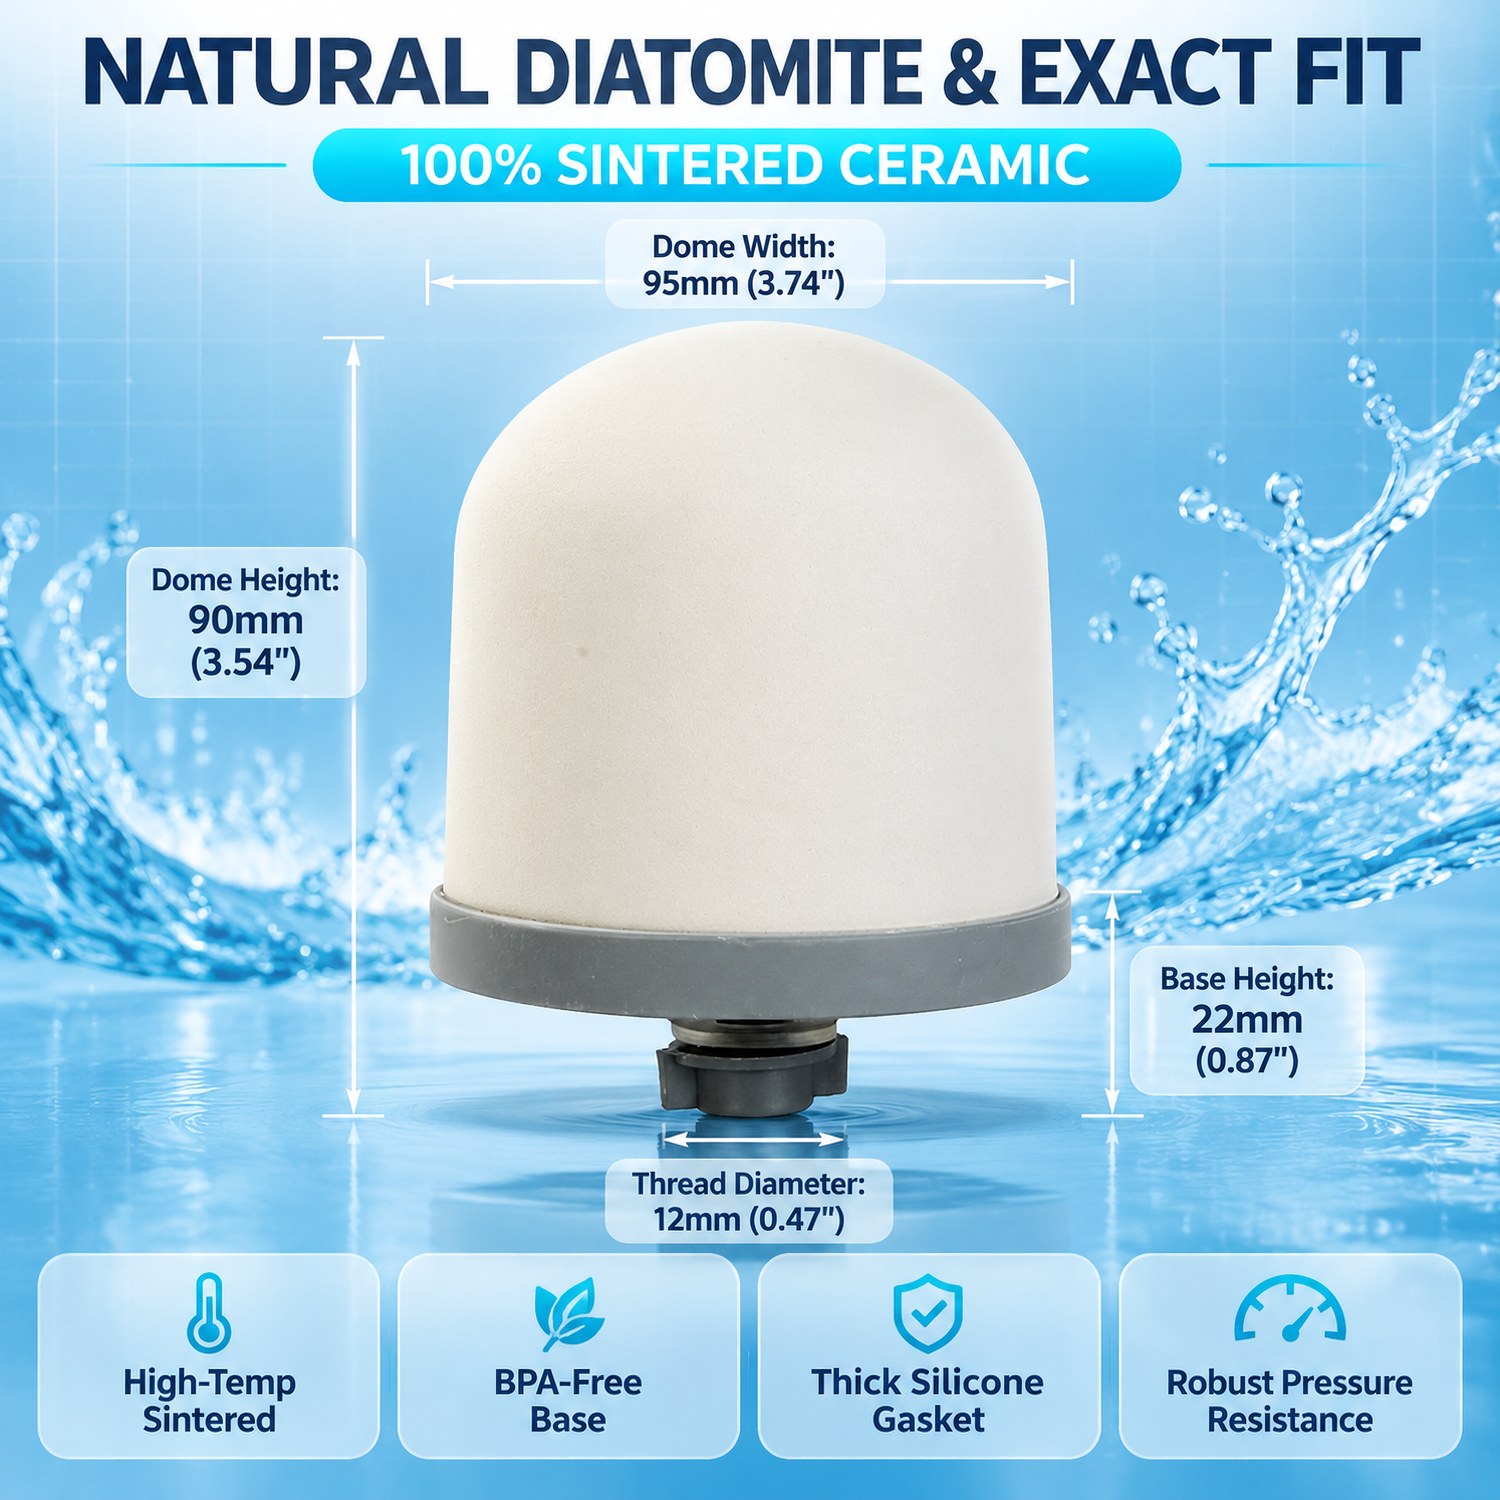 NATURAL DIATOMITE & EXACT FIT
100% SINTERED CERAMIC
Dome Width:
95mm (3.74")
Dome Height:
90mm
(3.54")
Base Height:
22mm
(0.87")
Thread Diameter:
12mm (0.47")
High-Temp
Sintered
BPA-Free
Base
Thick Silicone
Gasket
Robust Pressure
Resistance